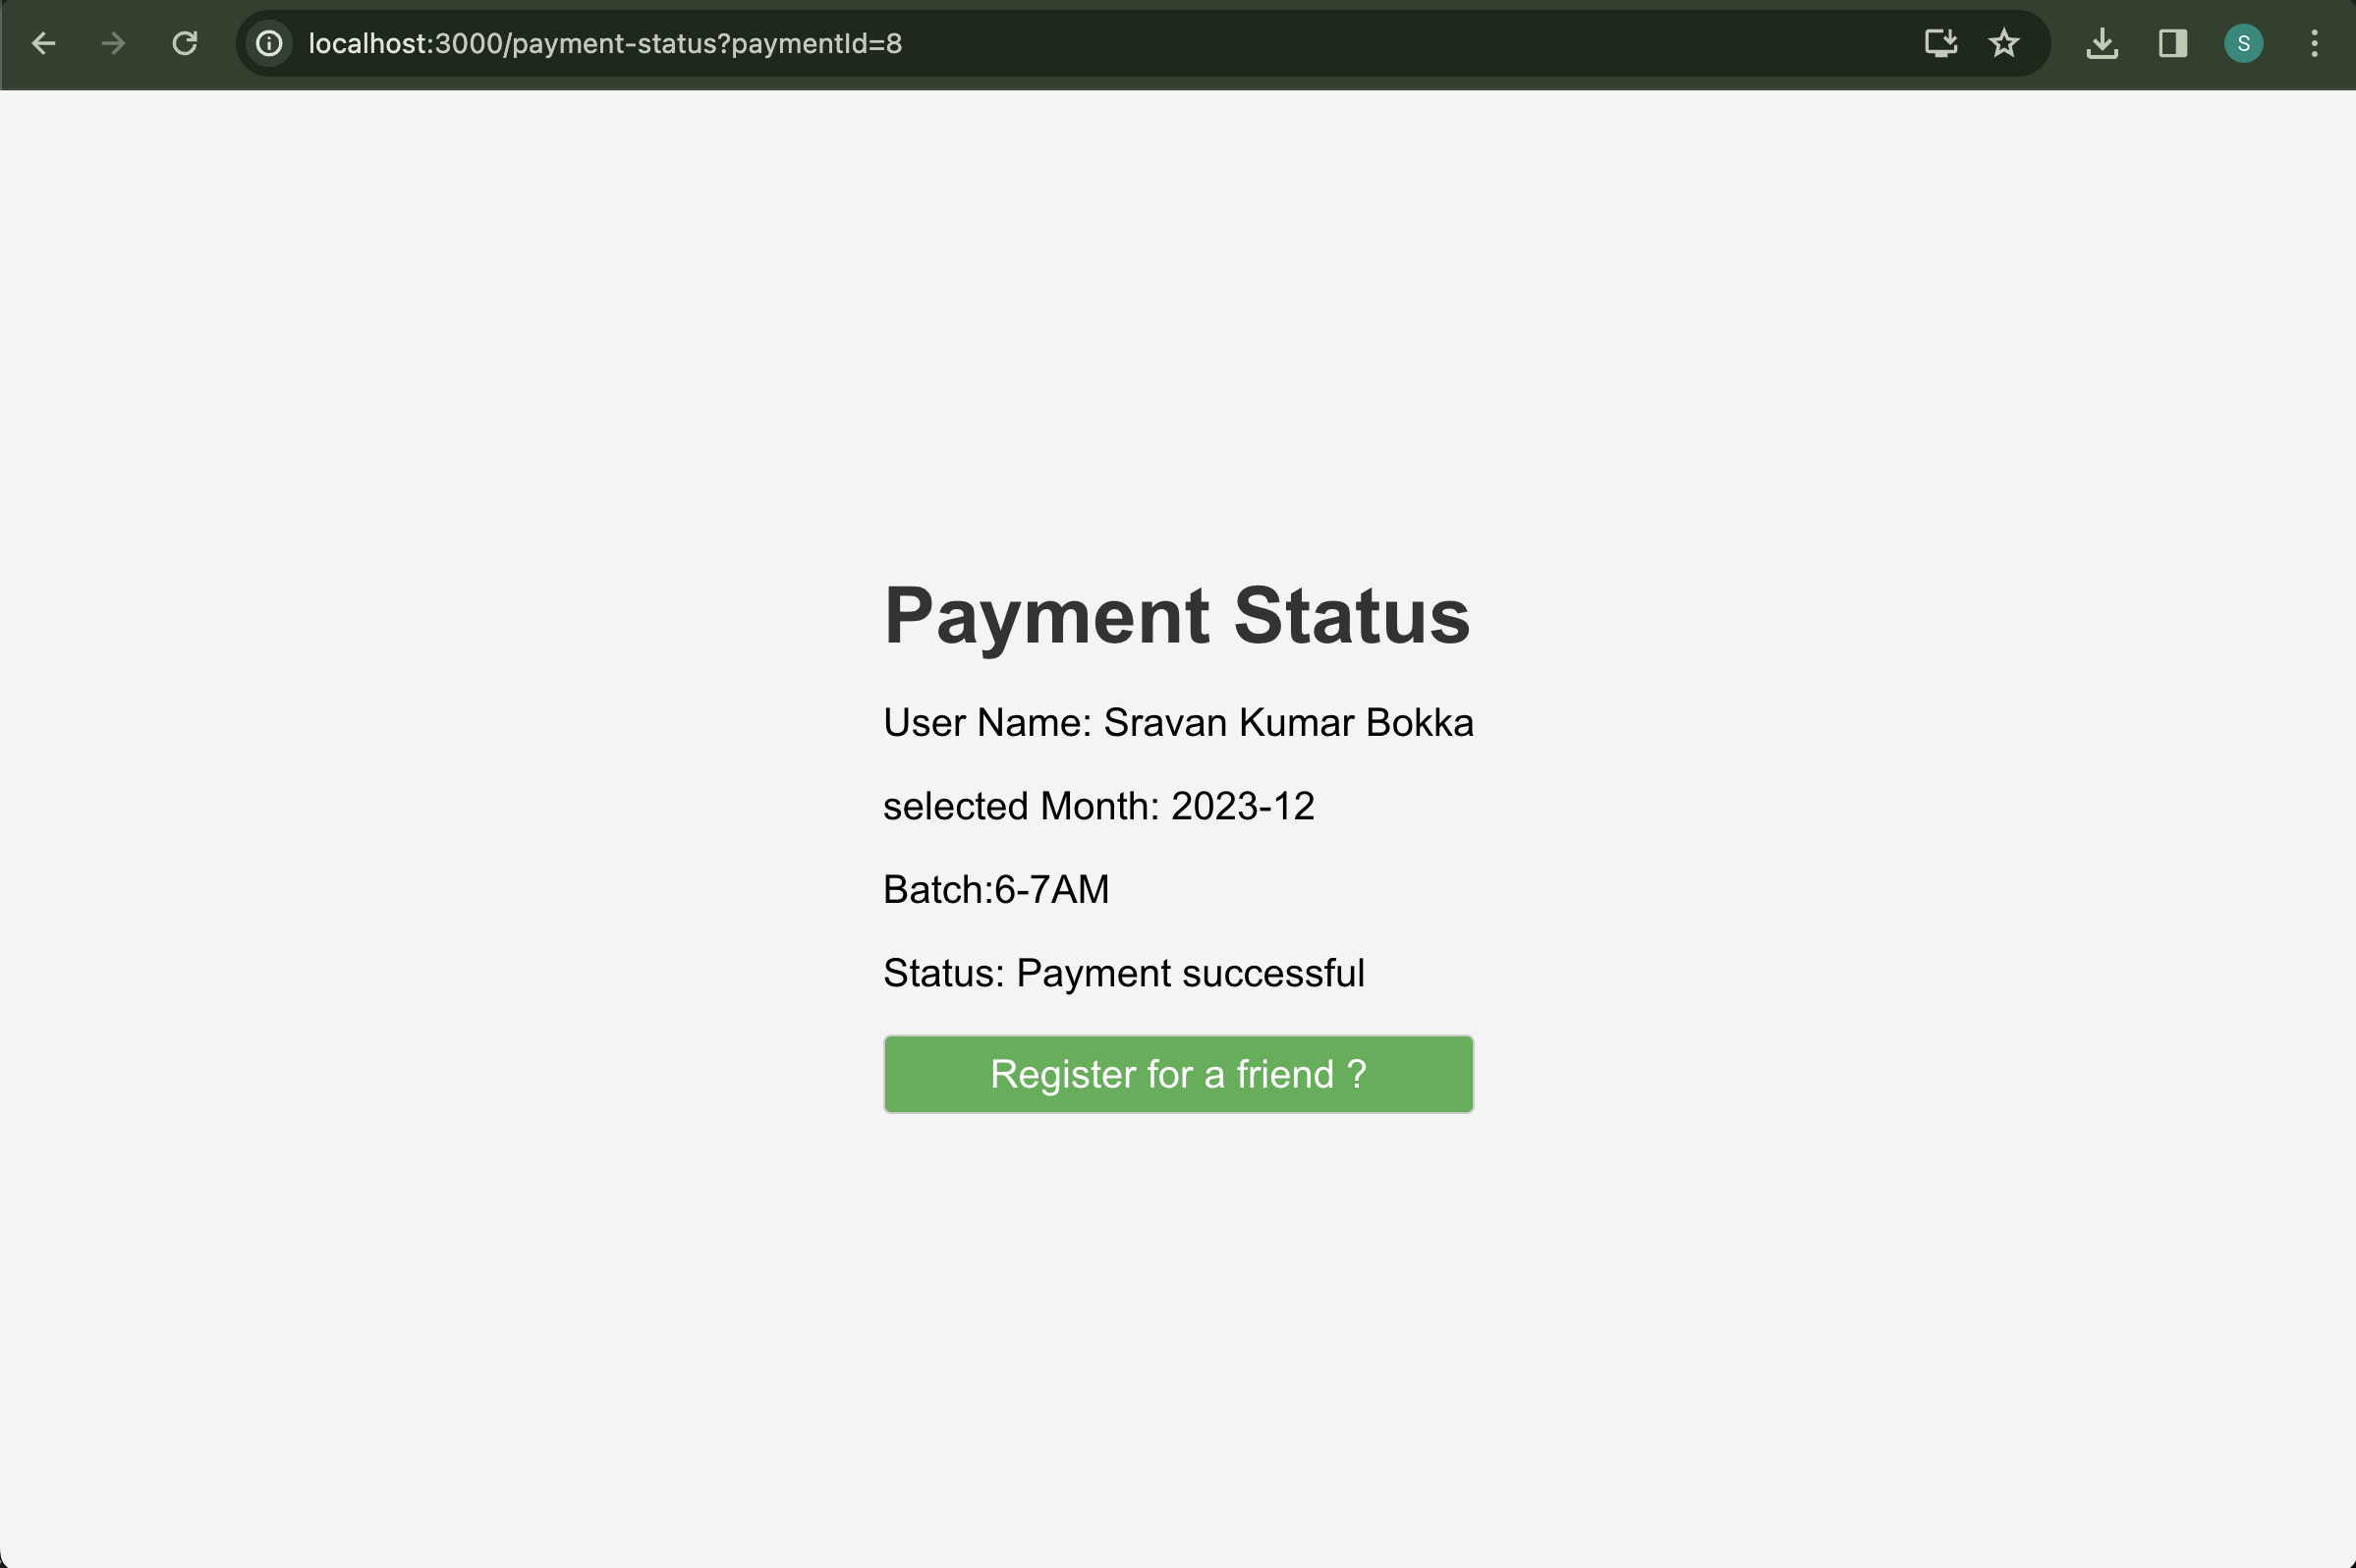 localhost:3000/payment-status?paymentId=8
S
Payment Status
User Name: Sravan Kumar Bokka
selected Month: 2023-12
Batch:6-7AM
Status: Payment successful
Register for a friend ?